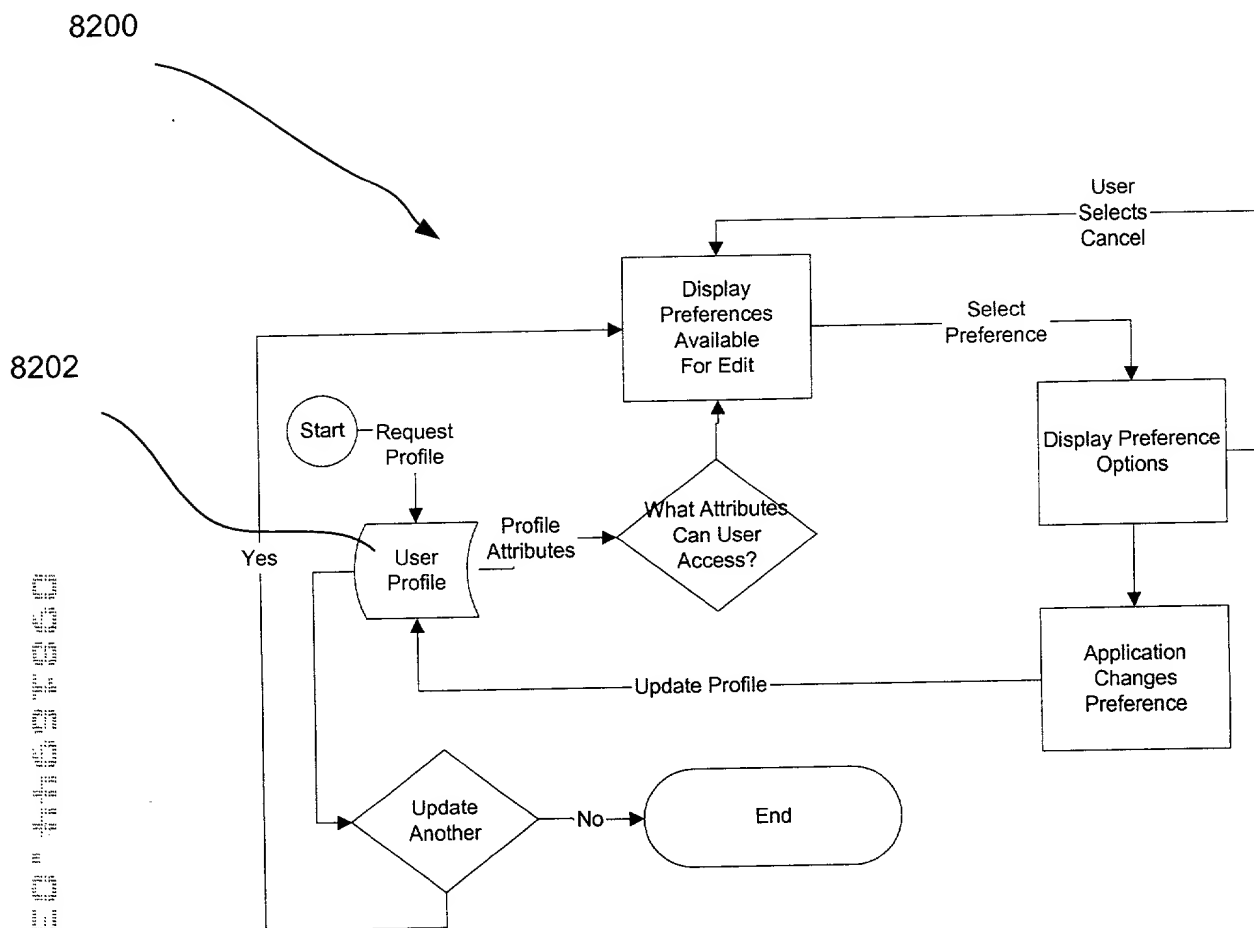 8200
User
Selects
Cancel
Display
Preferences
Available
For Edit
Select
Preference
8202
Start
Request
Profile
Display Preference
Options
What Attributes
Can User
Access?
Profile
Attributes
User
Profile
Yes
Application
Changes
Preference
Update Profile
Update
Another
No
End